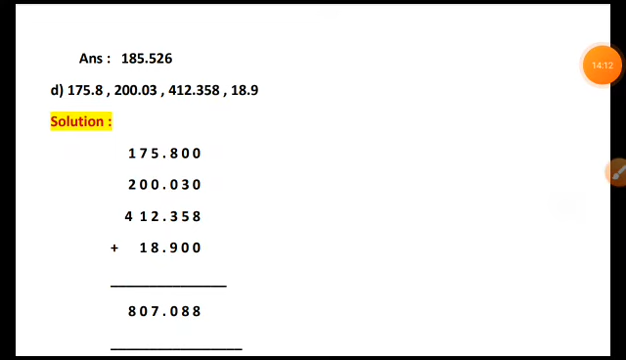 Ans : 185.526
14:12
d) 175.8 , 200.03 , 412.358 , 18.9
Solution :
175.800
200.030
412.358
+ 18.900
807.088